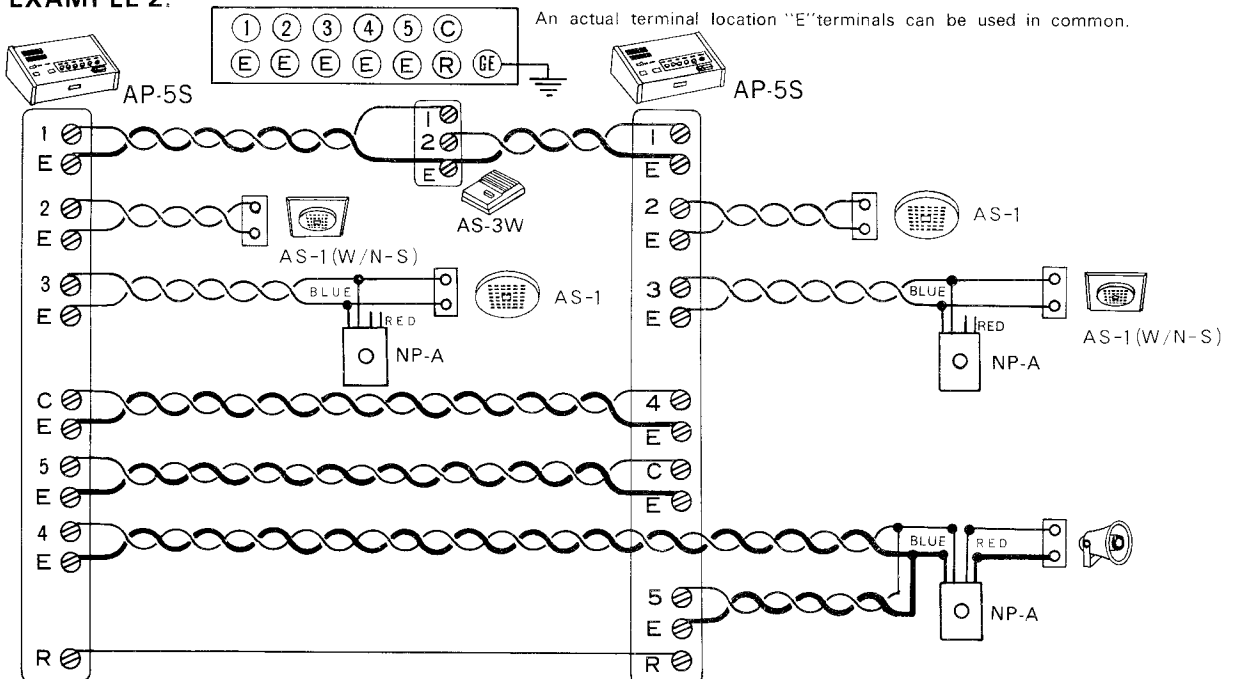 EXAMPLE 2.
An actual terminal location "E" terminals can be used in common.
1 2 3 4 5 C
E E E E E R GE
AP-5S
AP-5S
1
E
1
2
E
AS-3W
1
E
2
E
AS-1(W/N-S)
2
E
AS-1
3
E
BLUE
RED
NP-A
AS-1
3
E
BLUE
RED
NP-A
AS-1(W/N-S)
C
E
4
E
5
E
C
E
4
E
BLUE
RED
NP-A
5
E
R
R